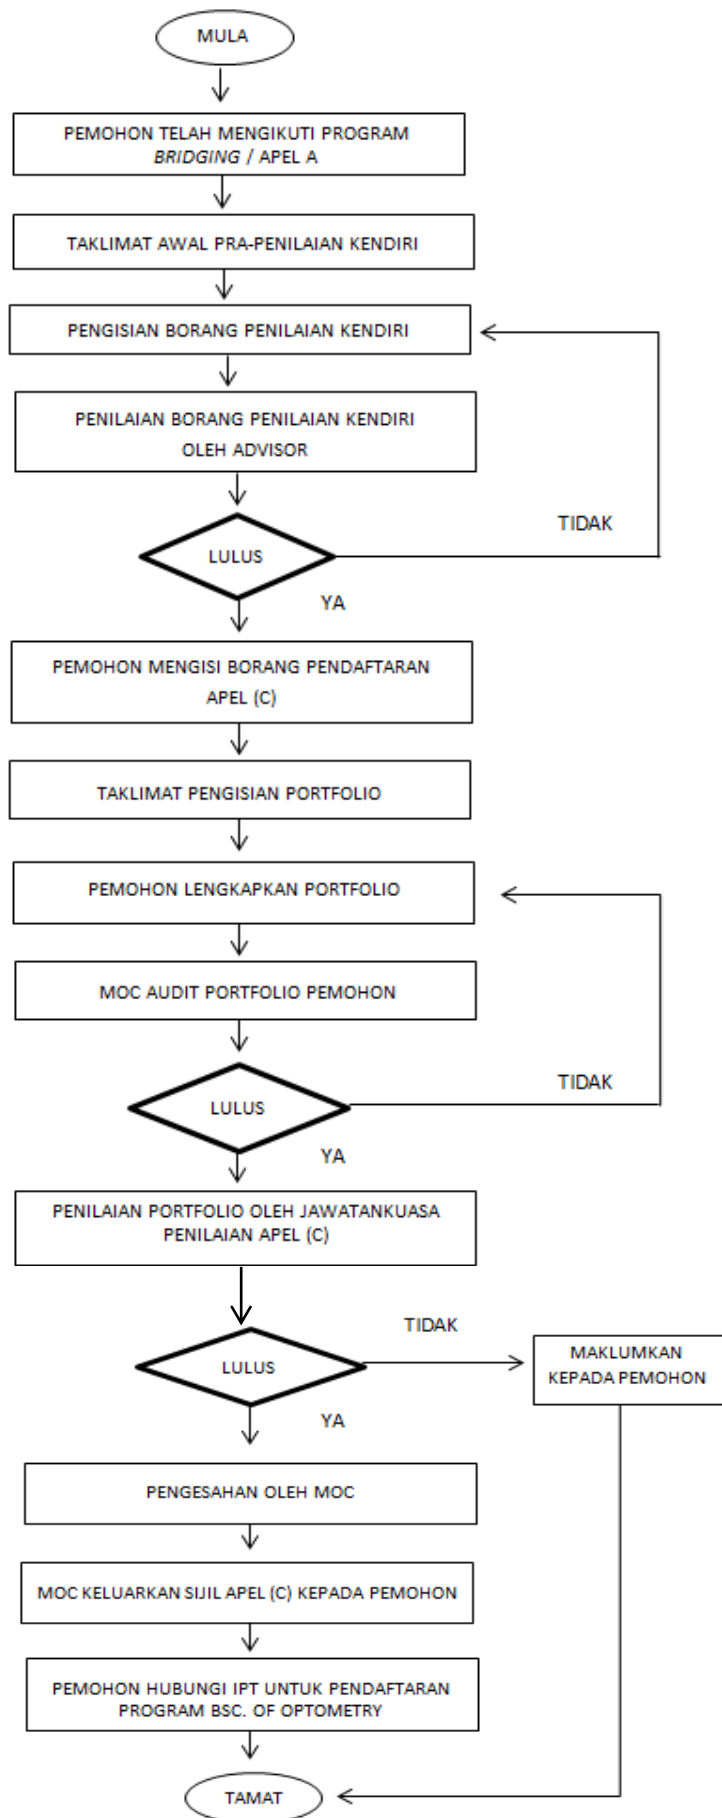 MULA
PEMOHON TELAH MENGIKUTI PROGRAM
BRIDGING / APEL A
TAKLIMAT AWAL PRA-PENILAIAN KENDIRI
PENGISIAN BORANG PENILAIAN KENDIRI
PENILAIAN BORANG PENILAIAN KENDIRI
OLEH ADVISOR
TIDAK
LULUS
YA
PEMOHON MENGISI BORANG PENDAFTARAN
APEL (C)
TAKLIMAT PENGISIAN PORTFOLIO
PEMOHON LENGKAPKAN PORTFOLIO
MOC AUDIT PORTFOLIO PEMOHON
TIDAK
LULUS
YA
PENILAIAN PORTFOLIO OLEH JAWATANKUASA
PENILAIAN APEL (C)
TIDAK
LULUS
MAKLUMKAN
KEPADA PEMOHON
YA
PENGESAHAN OLEH MOC
MOC KELUARKAN SIJIL APEL (C) KEPADA PEMOHON
PEMOHON HUBUNGI IPT UNTUK PENDAFTARAN
PROGRAM BSC. OF OPTOMETRY
TAMAT